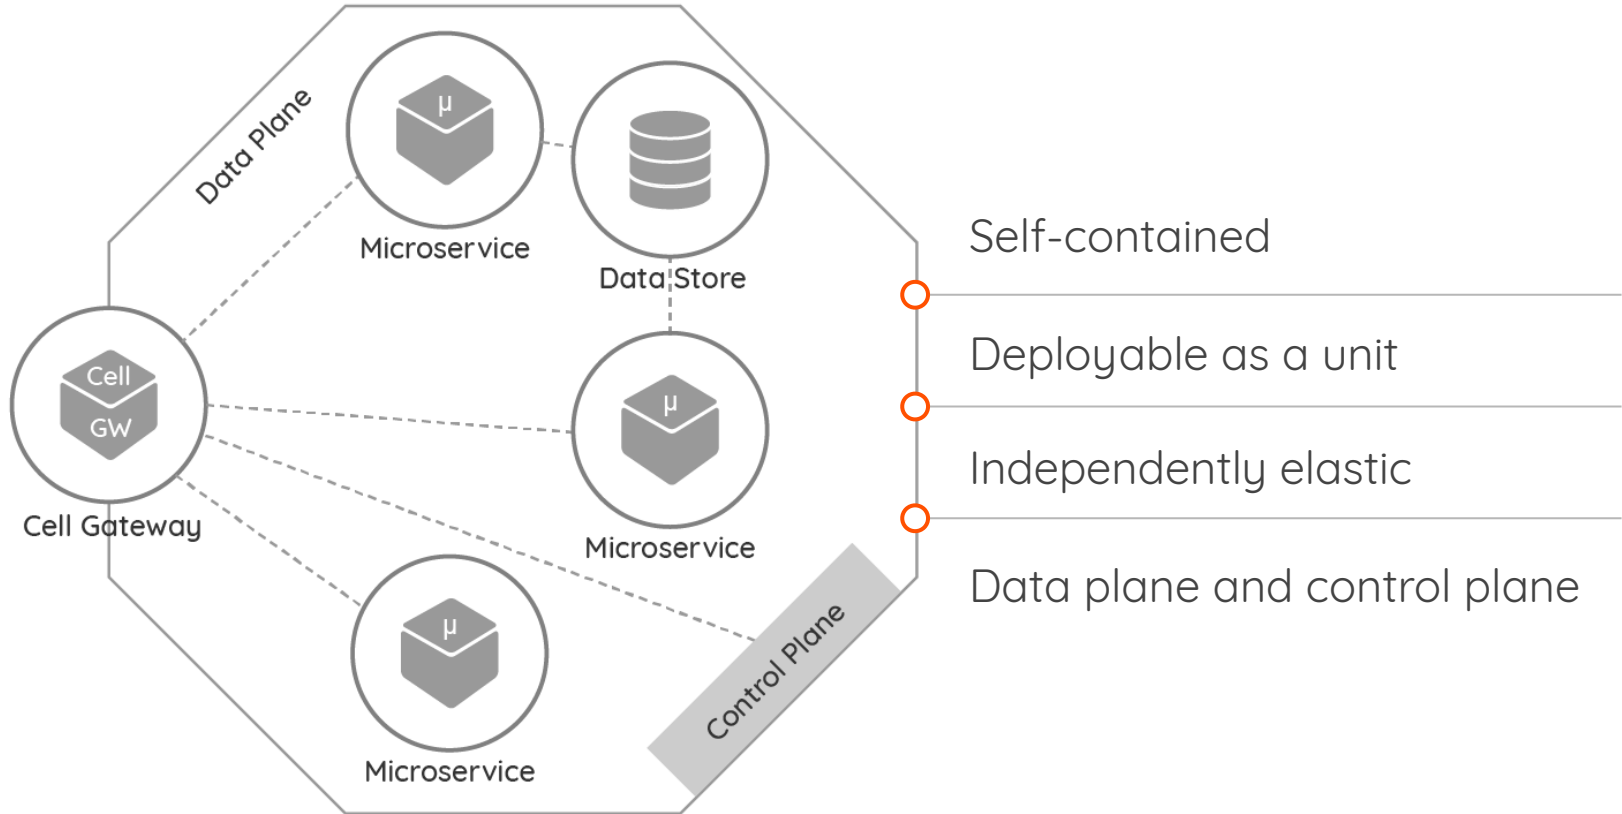 Data Plane
μ
Microservice
Data Store
Cell
GW
Cell Gateway
μ
Microservice
μ
Microservice
Control Plane
Self-contained
Deployable as a unit
Independently elastic
Data plane and control plane